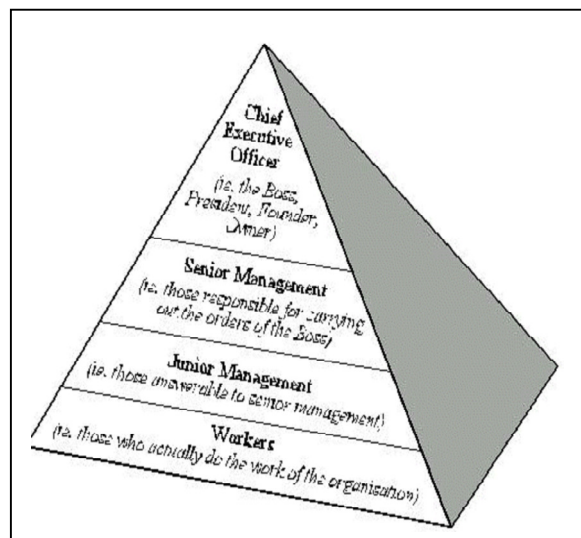 Chief
Executive
Officer
(ie. the Boss,
President, Founder,
Owner)
Senior Management
(ie. those responsible for carrying
out the orders of the Boss)
Junior Management
(ie. those answerable to senior management)
Workers
(ie. those who actually do the work of the organisation)